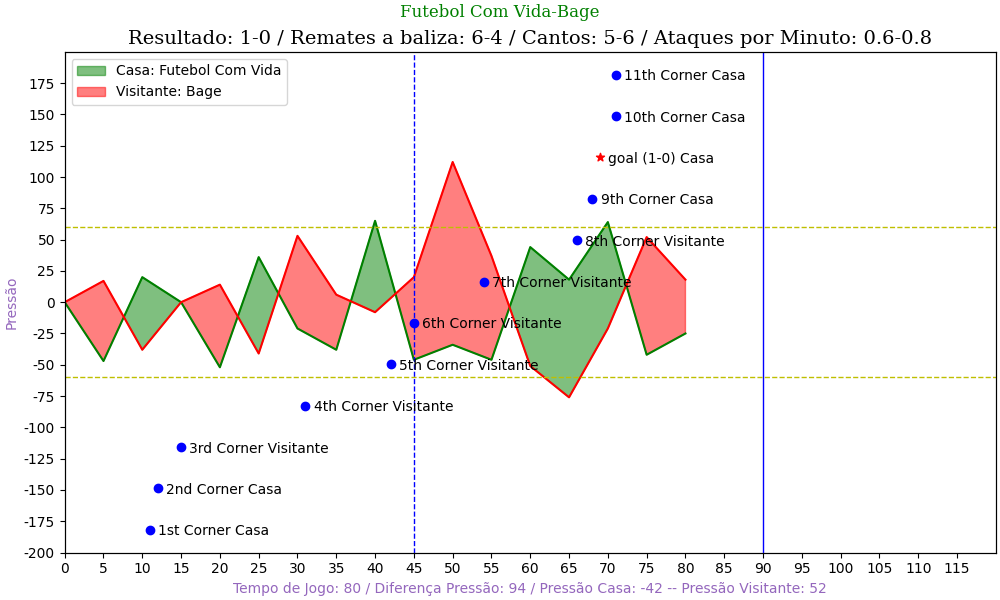 Futebol Com Vida-Bage
Resultado: 1-0 / Remates a baliza: 6-4 / Cantos: 5-6 / Ataques por Minuto: 0.6-0.8
Casa: Futebol Com Vida
Visitante: Bage
11th Corner Casa
10th Corner Casa
goal (1-0) Casa
9th Corner Casa
8th Corner Visitante
7th Corner Visitante
6th Corner Visitante
5th Corner Visitante
4th Corner Visitante
3rd Corner Visitante
2nd Corner Casa
1st Corner Casa
Pressão
175
150
125
100
75
50
25
0
-25
-50
-75
-100
-125
-150
-175
-200
0 5 10 15 20 25 30 35 40 45 50 55 60 65 70 75 80 85 90 95 100 105 110 115
Tempo de Jogo: 80 / Diferença Pressão: 94 / Pressão Casa: -42 -- Pressão Visitante: 52